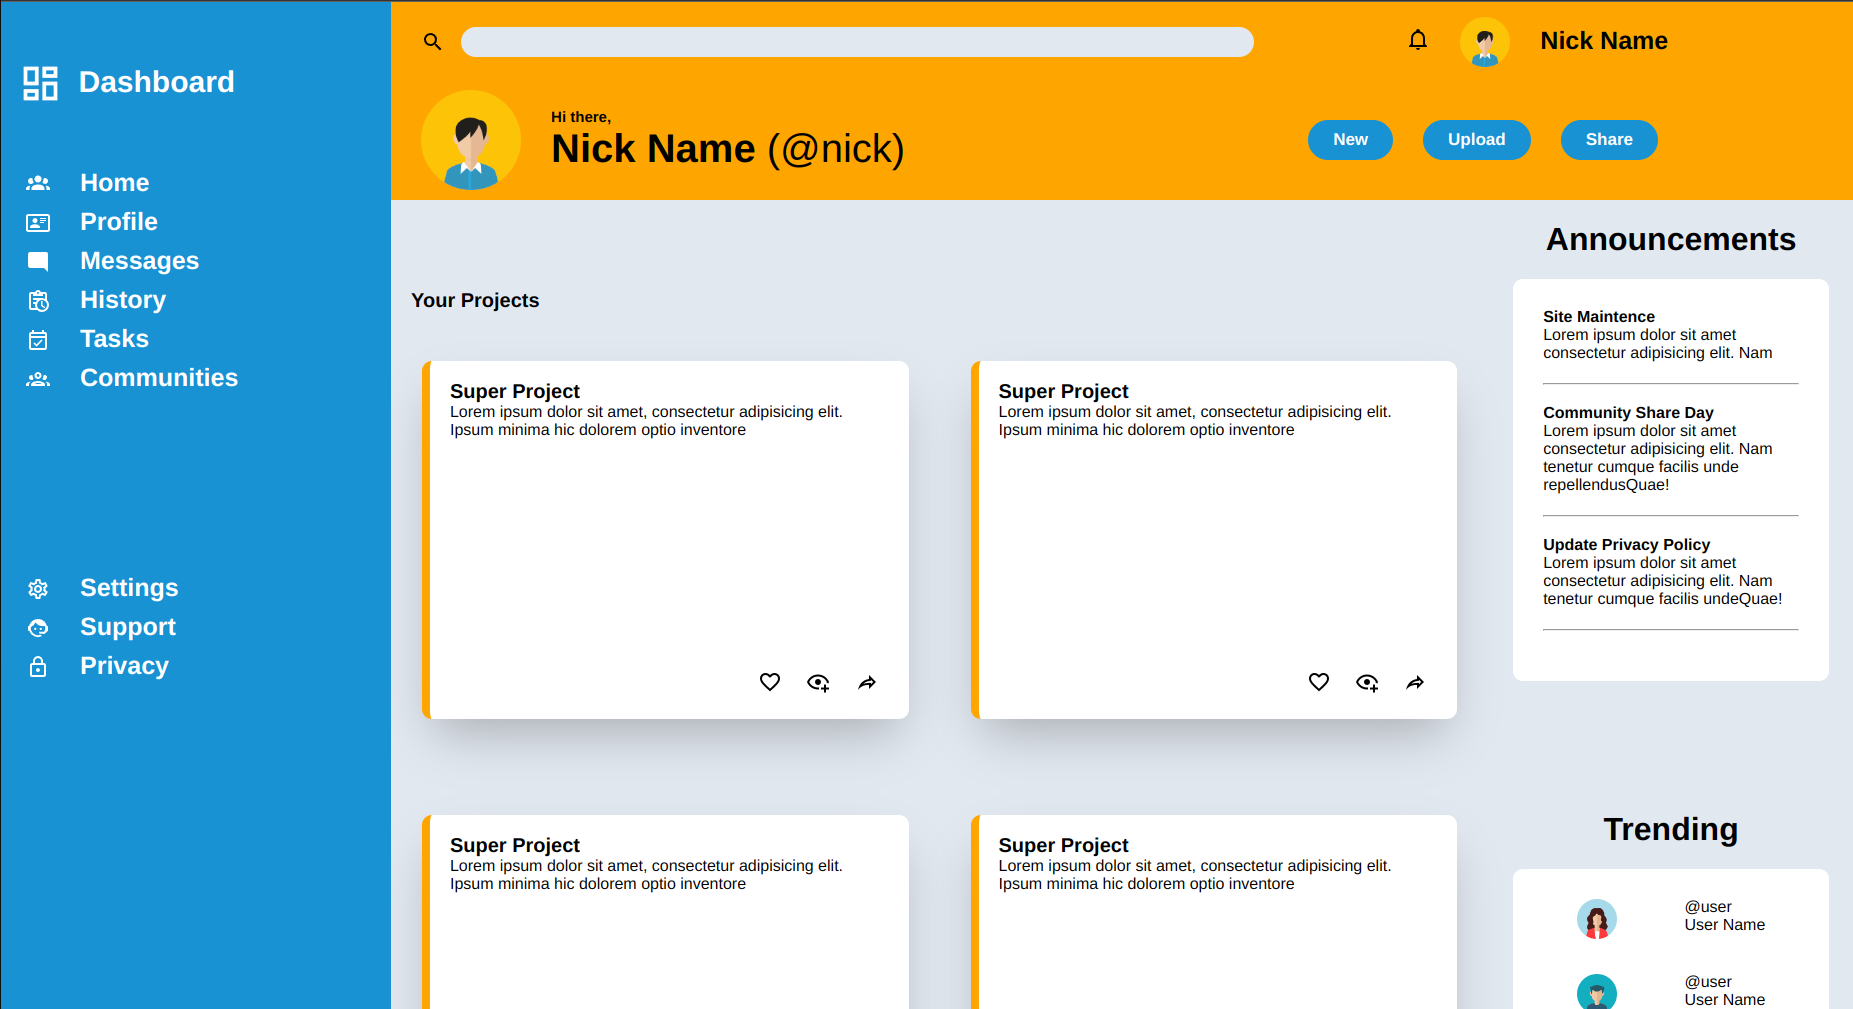 Dashboard
Home
Profile
Messages
History
Tasks
Communities
Settings
Support
Privacy
Nick Name
Hi there,
Nick Name (@nick)
New
Upload
Share
Your Projects
Super Project
Lorem ipsum dolor sit amet, consectetur adipisicing elit.
Ipsum minima hic dolorem optio inventore
Super Project
Lorem ipsum dolor sit amet, consectetur adipisicing elit.
Ipsum minima hic dolorem optio inventore
Super Project
Lorem ipsum dolor sit amet, consectetur adipisicing elit.
Ipsum minima hic dolorem optio inventore
Super Project
Lorem ipsum dolor sit amet, consectetur adipisicing elit.
Ipsum minima hic dolorem optio inventore
Announcements
Site Maintence
Lorem ipsum dolor sit amet
consectetur adipisicing elit. Nam
Community Share Day
Lorem ipsum dolor sit amet
consectetur adipisicing elit. Nam
tenetur cumque facilis unde
repellendusQuae!
Update Privacy Policy
Lorem ipsum dolor sit amet
consectetur adipisicing elit. Nam
tenetur cumque facilis undeQuae!
Trending
@user
User Name
@user
User Name